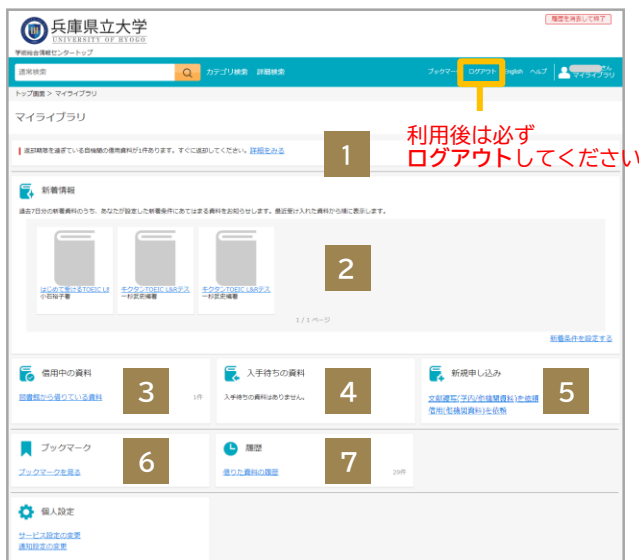 兵庫県立大学
UNIVERSITY OF HYOGO
履歴を消去して終了
学術総合情報センタートップ
通常検索
カテゴリ検索 詳細検索
ブックマーク ログアウト English ヘルプ
さん
マイライブラリ
トップ画面 > マイライブラリ
マイライブラリ
利用後は必ず
ログアウトしてください
返却期限を過ぎている自機関の借用資料が1件あります。すぐに返却してください。 詳細をみる
1
新着情報
過去7日分の新着資料のうち、あなたが設定した新着条件にあてはまる資料をお知らせします。最近受け入れた資料から順に表示します。
はじめて受けるTOEIC L&
小石裕子著
キクタンTOEIC L&Rテス
一杉武史編著
キクタンTOEIC L&Rテス
一杉武史編著
2
1 / 1 ページ
新着条件を設定する
借用中の資料
図書館から借りている資料
1件
3
入手待ちの資料
入手待ちの資料はありません。
4
新規申し込み
文献複写(学内/他機関資料)を依頼
借用(他機関資料)を依頼
5
ブックマーク
ブックマークを見る
6
履歴
借りた資料の履歴
7
個人設定
サービス設定の変更
通知設定の変更